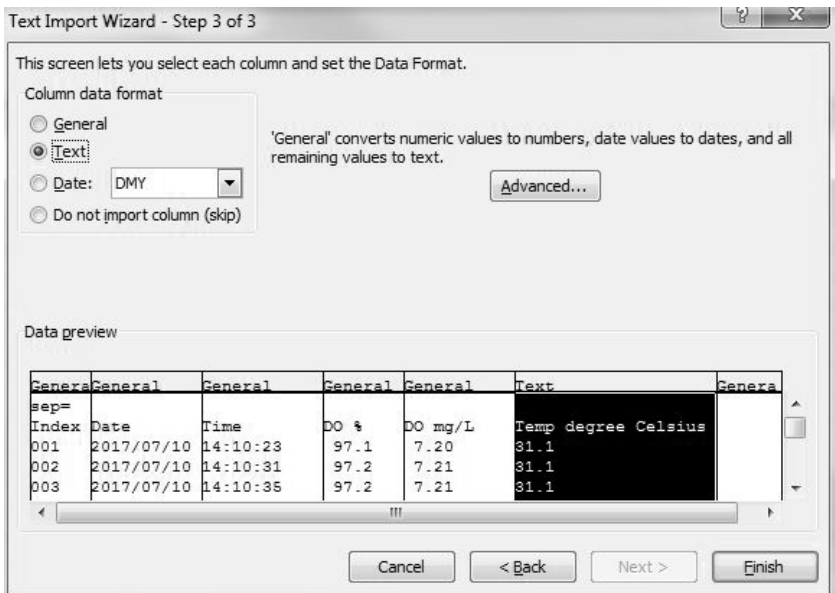 Text Import Wizard - Step 3 of 3
This screen lets you select each column and set the Data Format.
Column data format
General
Text
Date: DMY
Do not import column (skip)
'General' converts numeric values to numbers, date values to dates, and all
remaining values to text.
Advanced...
Data preview
Genera General General General General Text Genera
sep=
Index Date Time DO % DO mg/L Temp degree Celsius
001 2017/07/10 14:10:23 97.1 7.20 31.1
002 2017/07/10 14:10:31 97.2 7.21 31.1
003 2017/07/10 14:10:35 97.2 7.21 31.1
Cancel < Back Next > Finish